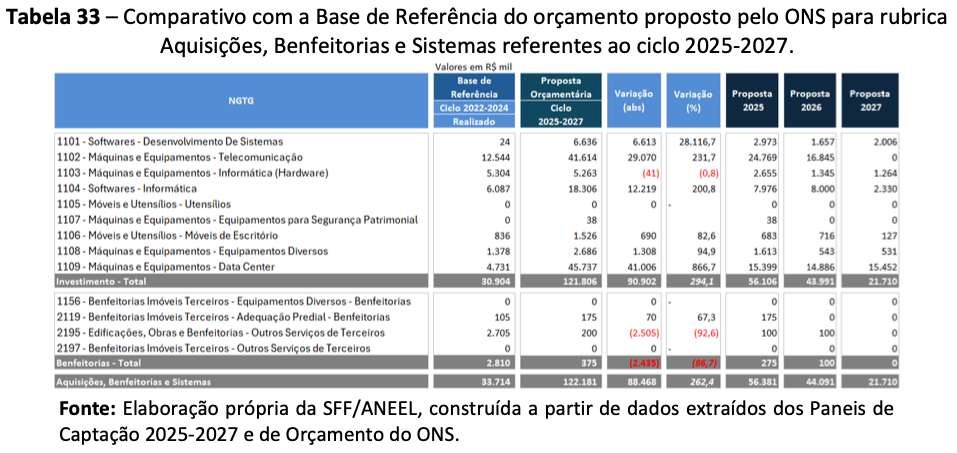 Tabela 33 – Comparativo com a Base de Referência do orçamento proposto pelo ONS para rubrica
Aquisições, Benfeitorias e Sistemas referentes ao ciclo 2025-2027.
Valores em R$ mil
NGTG Base de Referência Ciclo 2022-2024 Realizado Proposta Orçamentária Ciclo 2025-2027 Variação (abs) Variação (%) Proposta 2025 Proposta 2026 Proposta 2027
1101 - Softwares - Desenvolvimento De Sistemas 24 6.636 6.613 28.116,7 2.973 1.657 2.006
1102 - Máquinas e Equipamentos - Telecomunicação 12.544 41.614 29.070 231,7 24.769 16.845 0
1103 - Máquinas e Equipamentos - Informática (Hardware) 5.304 5.263 (41) (0,8) 2.655 1.345 1.264
1104 - Softwares - Informática 6.087 18.306 12.219 200,8 7.976 8.000 2.330
1105 - Móveis e Utensílios - Utensílios 0 0 0 - 0 0 0
1107 - Máquinas e Equipamentos - Equipamentos para Segurança Patrimonial 0 38 38 0 0
1106 - Móveis e Utensílios - Móveis de Escritório 836 1.526 690 82,6 683 716 127
1108 - Máquinas e Equipamentos - Equipamentos Diversos 1.378 2.686 1.308 94,9 1.613 543 531
1109 - Máquinas e Equipamentos - Data Center 4.731 45.737 41.006 866,7 15.399 14.886 15.452
Investimento - Total 30.904 121.806 90.902 294,1 56.106 43.991 21.710
1156 - Benfeitorias Imóveis Terceiros - Equipamentos Diversos - Benfeitorias 0 0 0 - 0 0 0
2119 - Benfeitorias Imóveis Terceiros - Adequação Predial - Benfeitorias 105 175 70 67,3 175 0 0
2195 - Edificações, Obras e Benfeitorias - Outros Serviços de Terceiros 2.705 200 (2.505) (92,6) 100 100 0
2197 - Benfeitorias Imóveis Terceiros - Outros Serviços de Terceiros 0 0 0 - 0 0 0
Benfeitorias - Total 2.810 375 (2.435) (86,7) 275 100 0
Aquisições, Benfeitorias e Sistemas 33.714 122.181 88.468 262,4 56.381 44.091 21.710
Fonte: Elaboração própria da SFF/ANEEL, construída a partir de dados extraídos dos Paneis de
Captação 2025-2027 e de Orçamento do ONS.